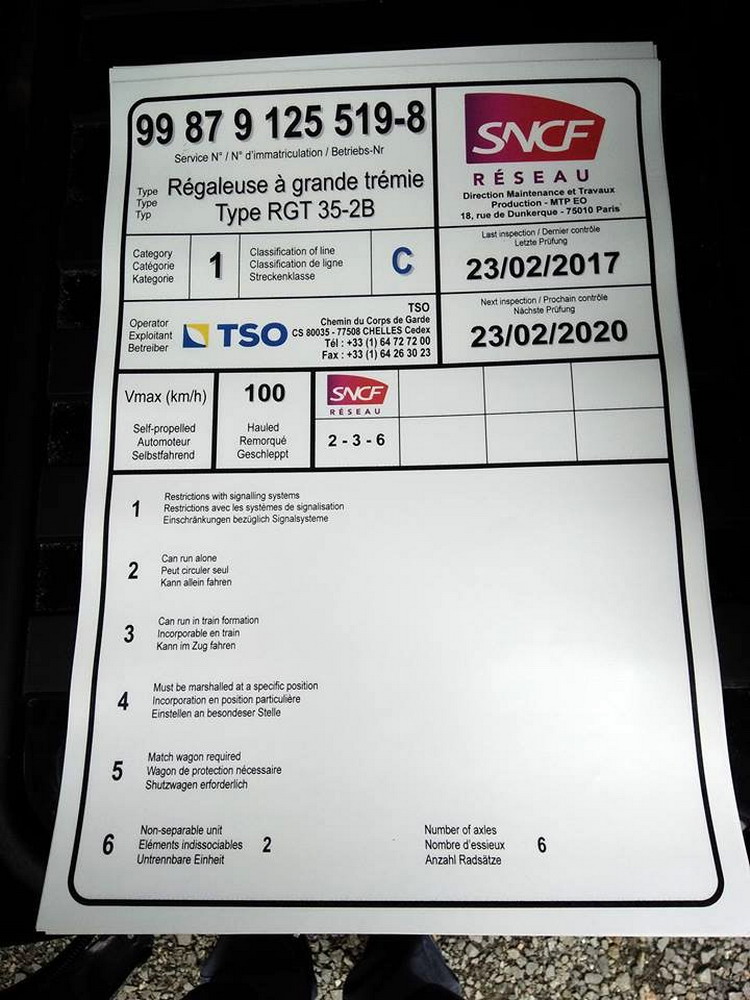 99 87 9 125 519-8
Service N° / N° d'immatriculation / Betriebs-Nr
Type
Type
Typ
Régaleuse à grande trémie
Type RGT 35-2B
SNCF
RÉSEAU
Direction Maintenance et Travaux
Production - MTP EO
18, rue de Dunkerque - 75010 Paris
Category
Catégorie
Kategorie
1
Classification of line
Classification de ligne
Streckenklasse
C
Last inspection / Dernier contrôle
Letzte Prüfung
23/02/2017
Operator
Exploitant
Betreiber
TSO
TSO
Chemin du Corps de Garde
CS 80035 - 77508 CHELLES Cedex
Tél : +33 (1) 64 72 72 00
Fax : +33 (1) 64 26 30 23
Next inspection / Prochain contrôle
Nächste Prüfung
23/02/2020
Vmax (km/h)
Self-propelled
Automoteur
Selbstfahrend
100
Hauled
Remorqué
Geschleppt
SNCF
RÉSEAU
2 - 3 - 6
1
Restrictions with signalling systems
Restrictions avec les systèmes de signalisation
Einschränkungen bezüglich Signalsysteme
2
Can run alone
Peut circuler seul
Kann allein fahren
3
Can run in train formation
Incorporable en train
Kann im Zug fahren
4
Must be marshalled at a specific position
Incorporation en position particulière
Einstellen an besondeser Stelle
5
Match wagon required
Wagon de protection nécessaire
Shutzwagen erforderlich
6
Non-separable unit
Eléments indissociables
Untrennbare Einheit
2
Number of axles
Nombre d'essieux
Anzahl Radsätze
6